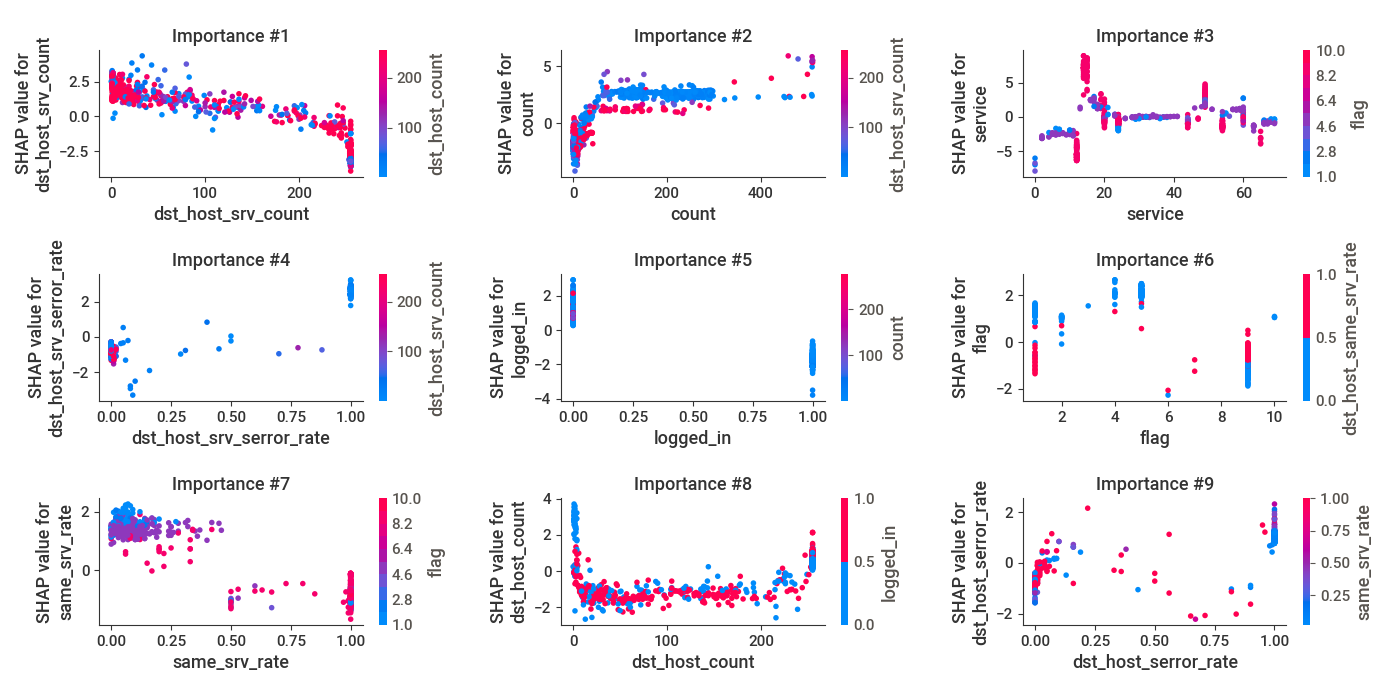 Importance #1
SHAP value for
dst_host_srv_count
2.5
0.0
−2.5
0
100
200
dst_host_srv_count
200
100
dst_host_count
Importance #2
SHAP value for
count
5
0
0
200
400
count
200
100
dst_host_srv_count
Importance #3
SHAP value for
service
5
0
−5
0
20
40
60
service
10.0
8.2
6.4
4.6
2.8
1.0
flag
Importance #4
SHAP value for
dst_host_srv_serror_rate
2
0
−2
0.00
0.25
0.50
0.75
1.00
dst_host_srv_serror_rate
200
100
dst_host_srv_count
Importance #5
SHAP value for
logged_in
2
0
−2
−4
0.00
0.25
0.50
0.75
1.00
logged_in
200
100
count
Importance #6
SHAP value for
flag
2
0
−2
2
4
6
8
10
flag
1.0
0.5
0.0
dst_host_same_srv_rate
Importance #7
SHAP value for
same_srv_rate
2
0
0.00
0.25
0.50
0.75
1.00
same_srv_rate
10.0
8.2
6.4
4.6
2.8
1.0
flag
Importance #8
SHAP value for
dst_host_count
4
2
0
−2
0
100
200
dst_host_count
1.0
0.5
0.0
logged_in
Importance #9
SHAP value for
dst_host_serror_rate
2
0
−2
0.00
0.25
0.50
0.75
1.00
dst_host_serror_rate
1.00
0.75
0.50
0.25
same_srv_rate